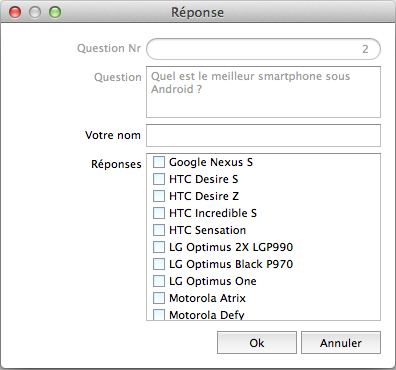 Réponse
Question Nr
2
Question
Quel est le meilleur smartphone sous
Android ?
Votre nom
Réponses
Google Nexus S
HTC Desire S
HTC Desire Z
HTC Incredible S
HTC Sensation
LG Optimus 2X LGP990
LG Optimus Black P970
LG Optimus One
Motorola Atrix
Motorola Defy
Ok
Annuler